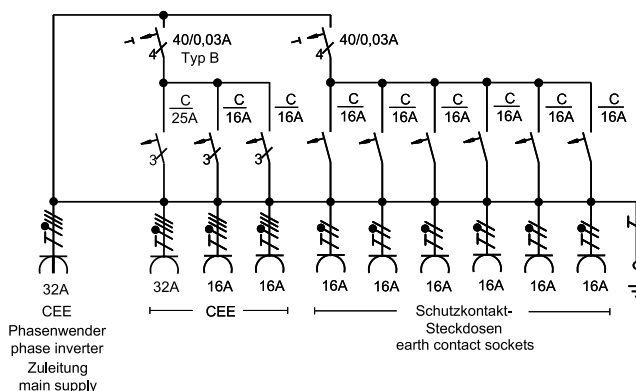 40/0,03A
Typ B
4
40/0,03A
4
C C C C C C C C C
25A 16A 16A 16A 16A 16A 16A 16A 16A
3 3 3
32A 32A 16A 16A 16A 16A 16A 16A 16A 16A
CEE
Phasenwender
phase inverter
Zuleitung
main supply
CEE
Schutzkontakt-
Steckdosen
earth contact sockets